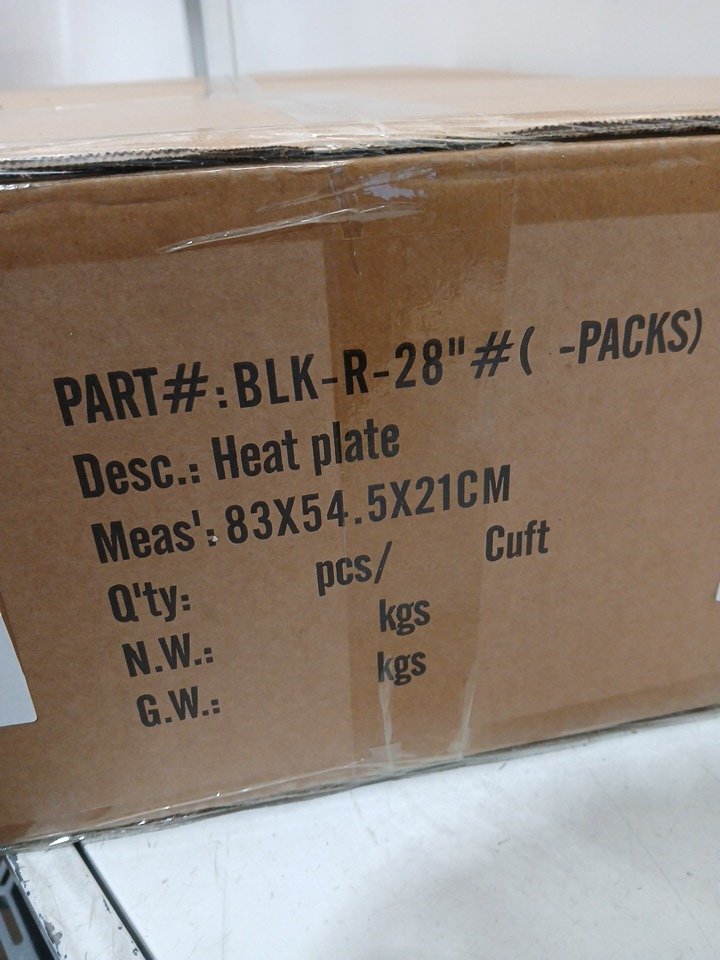 PART#:BLK-R-28"#( -PACKS)
Desc.: Heat plate
Meas':83X54.5X21CM
Q'ty: pcs/ Cuft
N.W.: kgs
G.W.: kgs